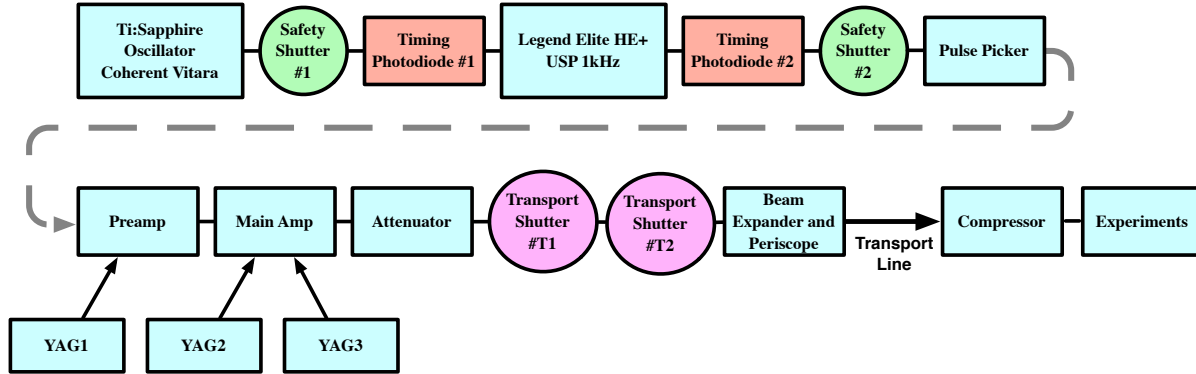 Ti:Sapphire
Oscillator
Coherent Vitara
Safety
Shutter
#1
Timing
Photodiode #1
Legend Elite HE+
USP 1kHz
Timing
Photodiode #2
Safety
Shutter
#2
Pulse Picker
Preamp
Main Amp
Attenuator
Transport
Shutter
#T1
Transport
Shutter
#T2
Beam
Expander and
Periscope
Transport
Line
Compressor
Experiments
YAG1
YAG2
YAG3